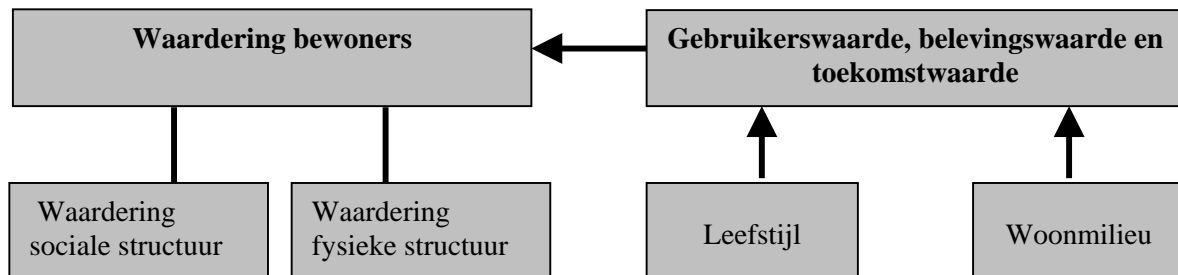 Waardering bewoners
Gebruikerswaarde, belevingswaarde en
toekomstwaarde
Waardering
sociale structuur
Waardering
fysieke structuur
Leefstijl
Woonmilieu